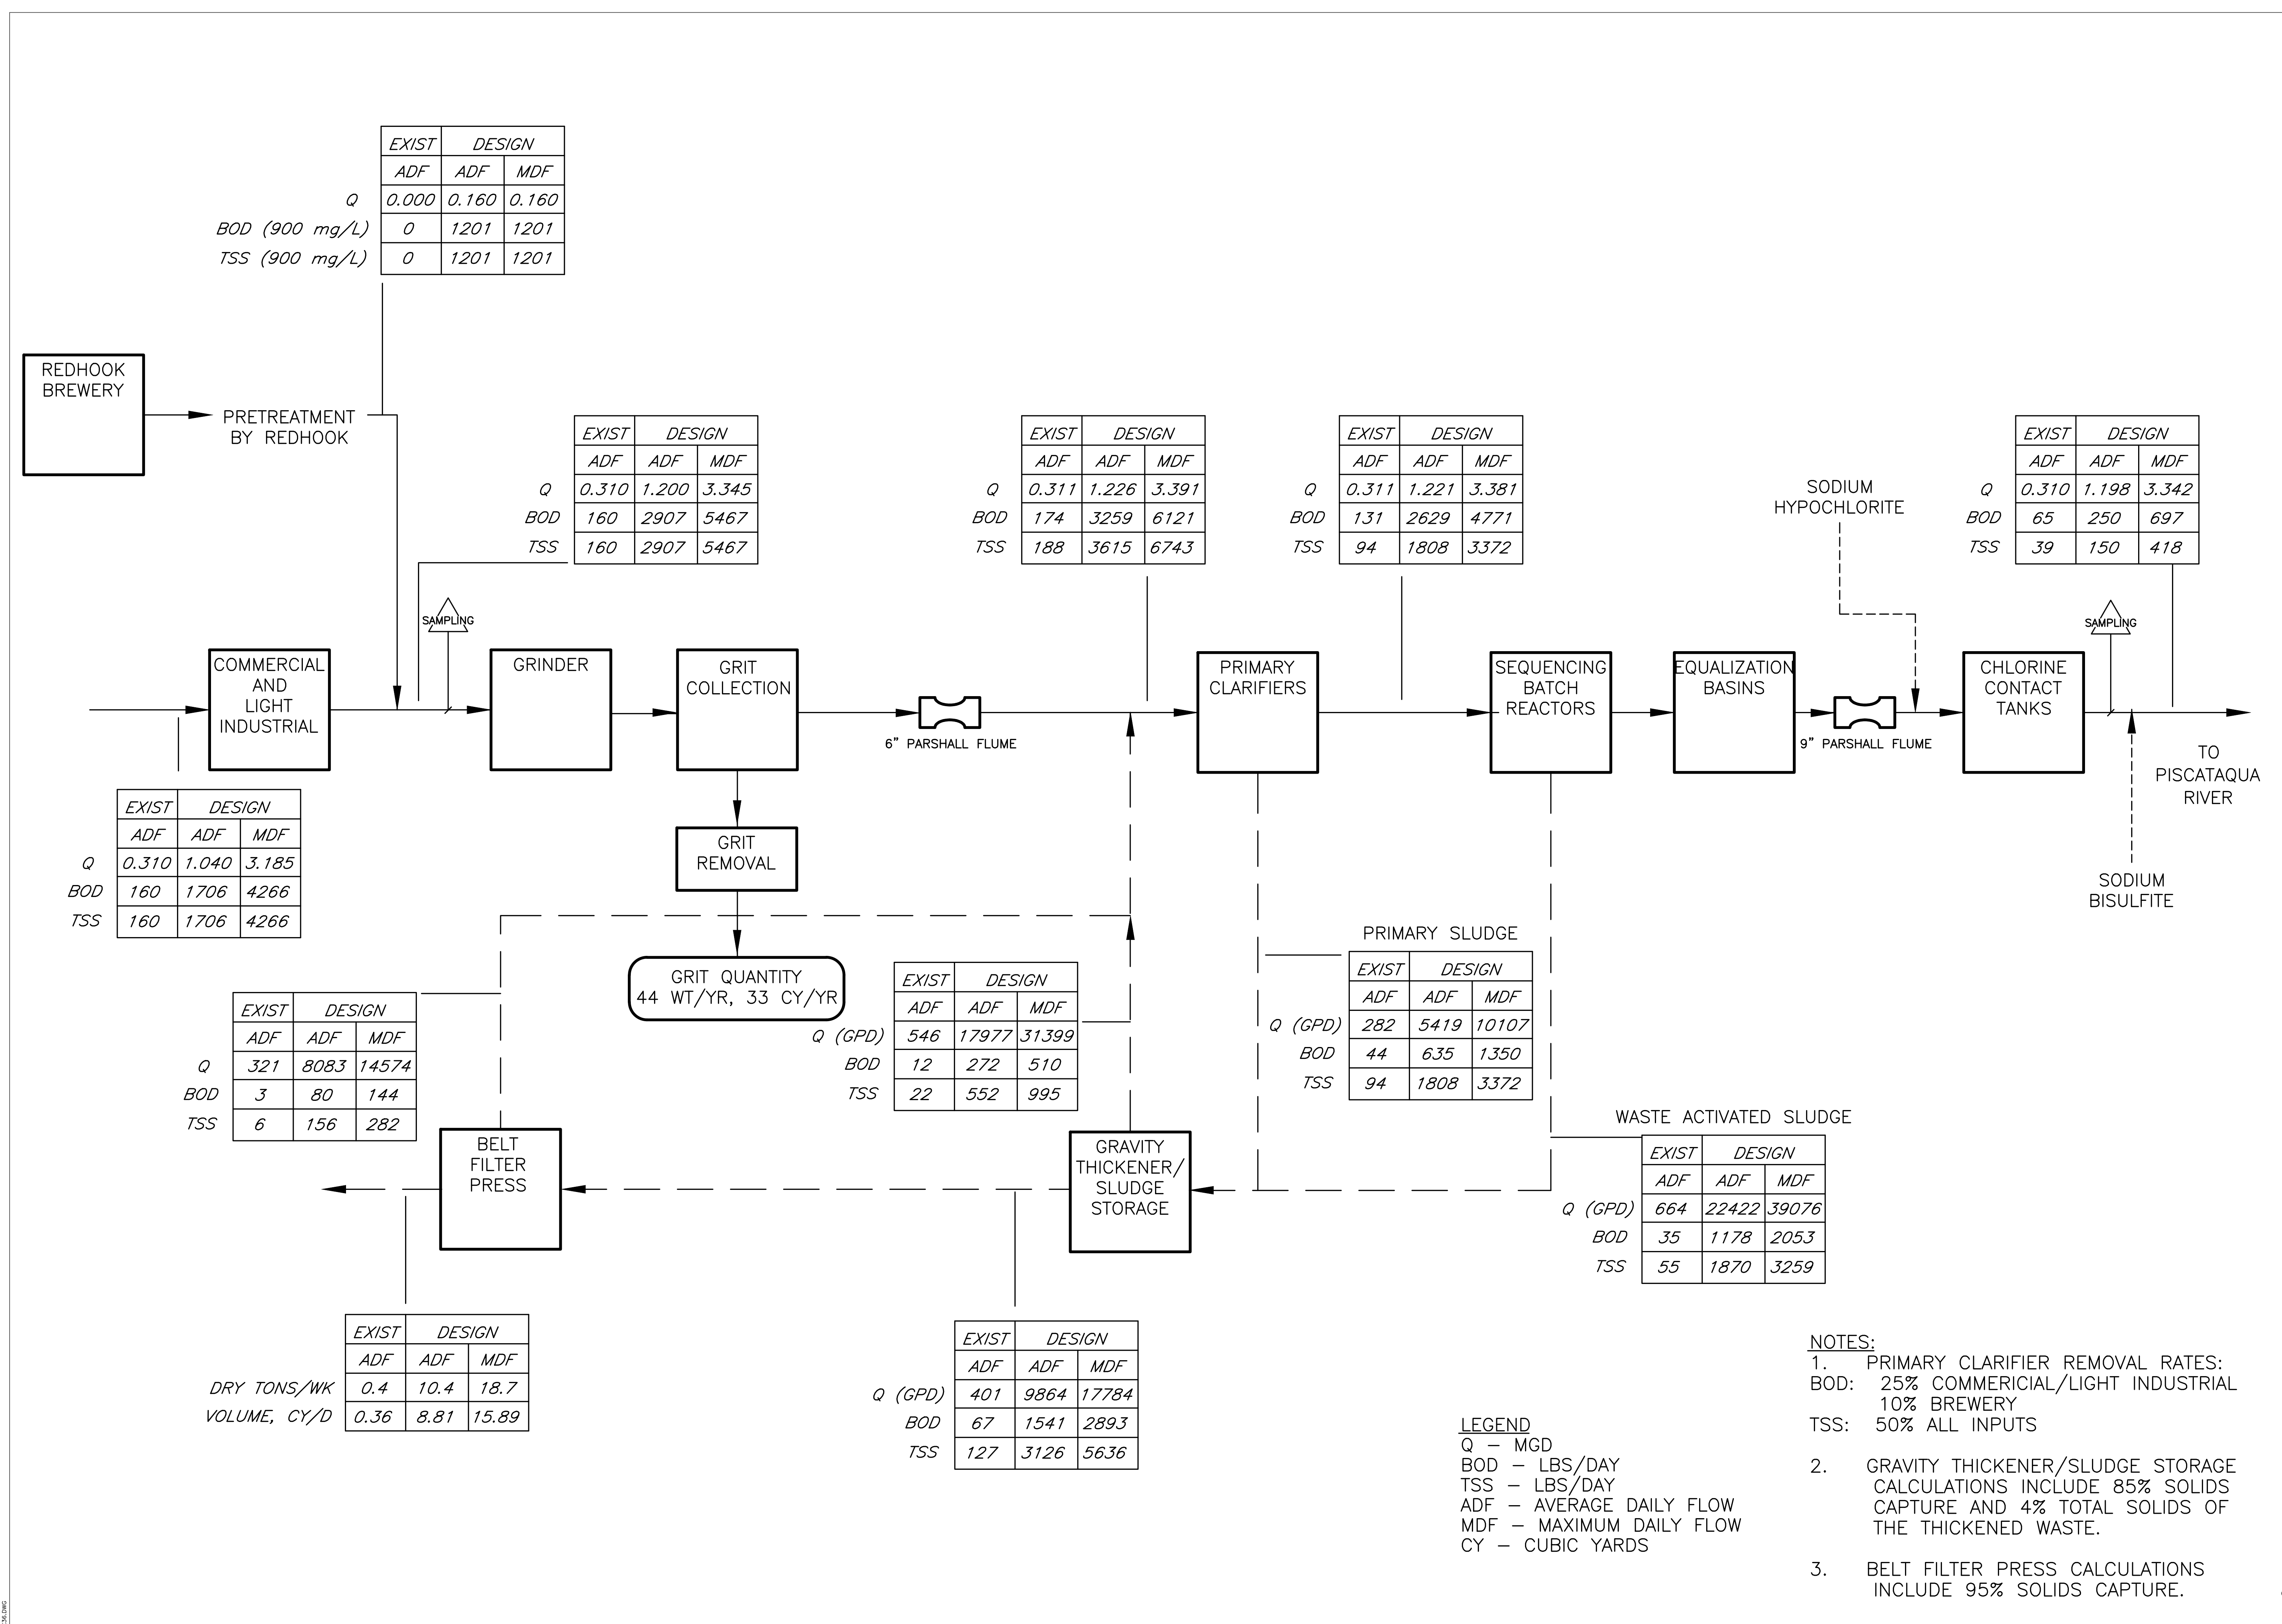 EXIST DESIGN
ADF ADF MDF
Q 0.000 0.160 0.160
BOD (900 mg/L) 0 1201 1201
TSS (900 mg/L) 0 1201 1201
REDHOOK
BREWERY
PRETREATMENT
BY REDHOOK
EXIST DESIGN
ADF ADF MDF
Q 0.310 1.200 3.345
BOD 160 2907 5467
TSS 160 2907 5467
EXIST DESIGN
ADF ADF MDF
Q 0.311 1.226 3.391
BOD 174 3259 6121
TSS 188 3615 6743
EXIST DESIGN
ADF ADF MDF
Q 0.311 1.221 3.381
BOD 131 2629 4771
TSS 94 1808 3372
SODIUM
HYPOCHLORITE
EXIST DESIGN
ADF ADF MDF
Q 0.310 1.198 3.342
BOD 65 250 697
TSS 39 150 418
SAMPLING
SAMPLING
COMMERCIAL
AND
LIGHT
INDUSTRIAL
GRINDER
GRIT
COLLECTION
6" PARSHALL FLUME
PRIMARY
CLARIFIERS
SEQUENCING
BATCH
REACTORS
EQUALIZATION
BASINS
9" PARSHALL FLUME
CHLORINE
CONTACT
TANKS
TO
PISCATAQUA
RIVER
EXIST DESIGN
ADF ADF MDF
Q 0.310 1.040 3.185
BOD 160 1706 4266
TSS 160 1706 4266
GRIT
REMOVAL
SODIUM
BISULFITE
GRIT QUANTITY
44 WT/YR, 33 CY/YR
EXIST DESIGN
ADF ADF MDF
Q (GPD) 546 17977 31399
BOD 12 272 510
TSS 22 552 995
PRIMARY SLUDGE
EXIST DESIGN
ADF ADF MDF
Q (GPD) 282 5419 10107
BOD 44 635 1350
TSS 94 1808 3372
EXIST DESIGN
ADF ADF MDF
Q 321 8083 14574
BOD 3 80 144
TSS 6 156 282
BELT
FILTER
PRESS
GRAVITY
THICKENER/
SLUDGE
STORAGE
WASTE ACTIVATED SLUDGE
EXIST DESIGN
ADF ADF MDF
Q (GPD) 664 22422 39076
BOD 35 1178 2053
TSS 55 1870 3259
EXIST DESIGN
ADF ADF MDF
DRY TONS/WK 0.4 10.4 18.7
VOLUME, CY/D 0.36 8.81 15.89
EXIST DESIGN
ADF ADF MDF
Q (GPD) 401 9864 17784
BOD 67 1541 2893
TSS 127 3126 5636
LEGEND
Q – MGD
BOD – LBS/DAY
TSS – LBS/DAY
ADF – AVERAGE DAILY FLOW
MDF – MAXIMUM DAILY FLOW
CY – CUBIC YARDS
NOTES:
1. PRIMARY CLARIFIER REMOVAL RATES:
BOD: 25% COMMERICIAL/LIGHT INDUSTRIAL
10% BREWERY
TSS: 50% ALL INPUTS
2. GRAVITY THICKENER/SLUDGE STORAGE
CALCULATIONS INCLUDE 85% SOLIDS
CAPTURE AND 4% TOTAL SOLIDS OF
THE THICKENED WASTE.
3. BELT FILTER PRESS CALCULATIONS
INCLUDE 95% SOLIDS CAPTURE.